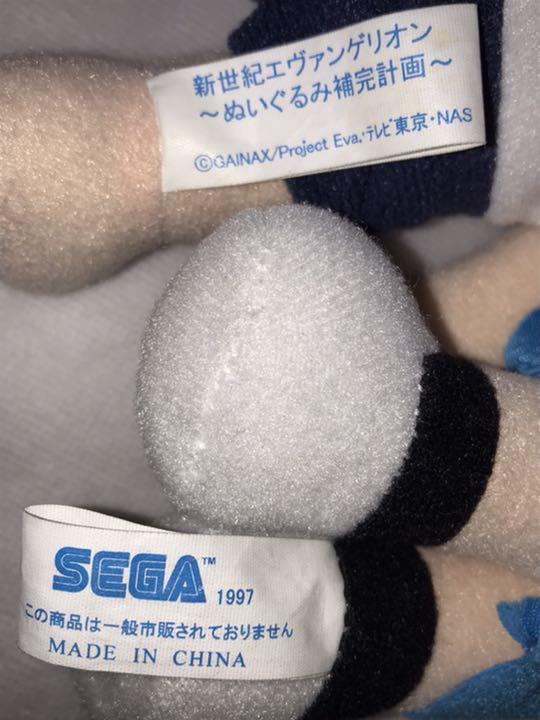 新世紀エヴァンゲリオン
～ぬいぐるみ補完計画～
©GAINAX/Project Eva.･テレビ東京・NAS
SEGA™ 1997
この商品は一般市販されておりません
MADE IN CHINA